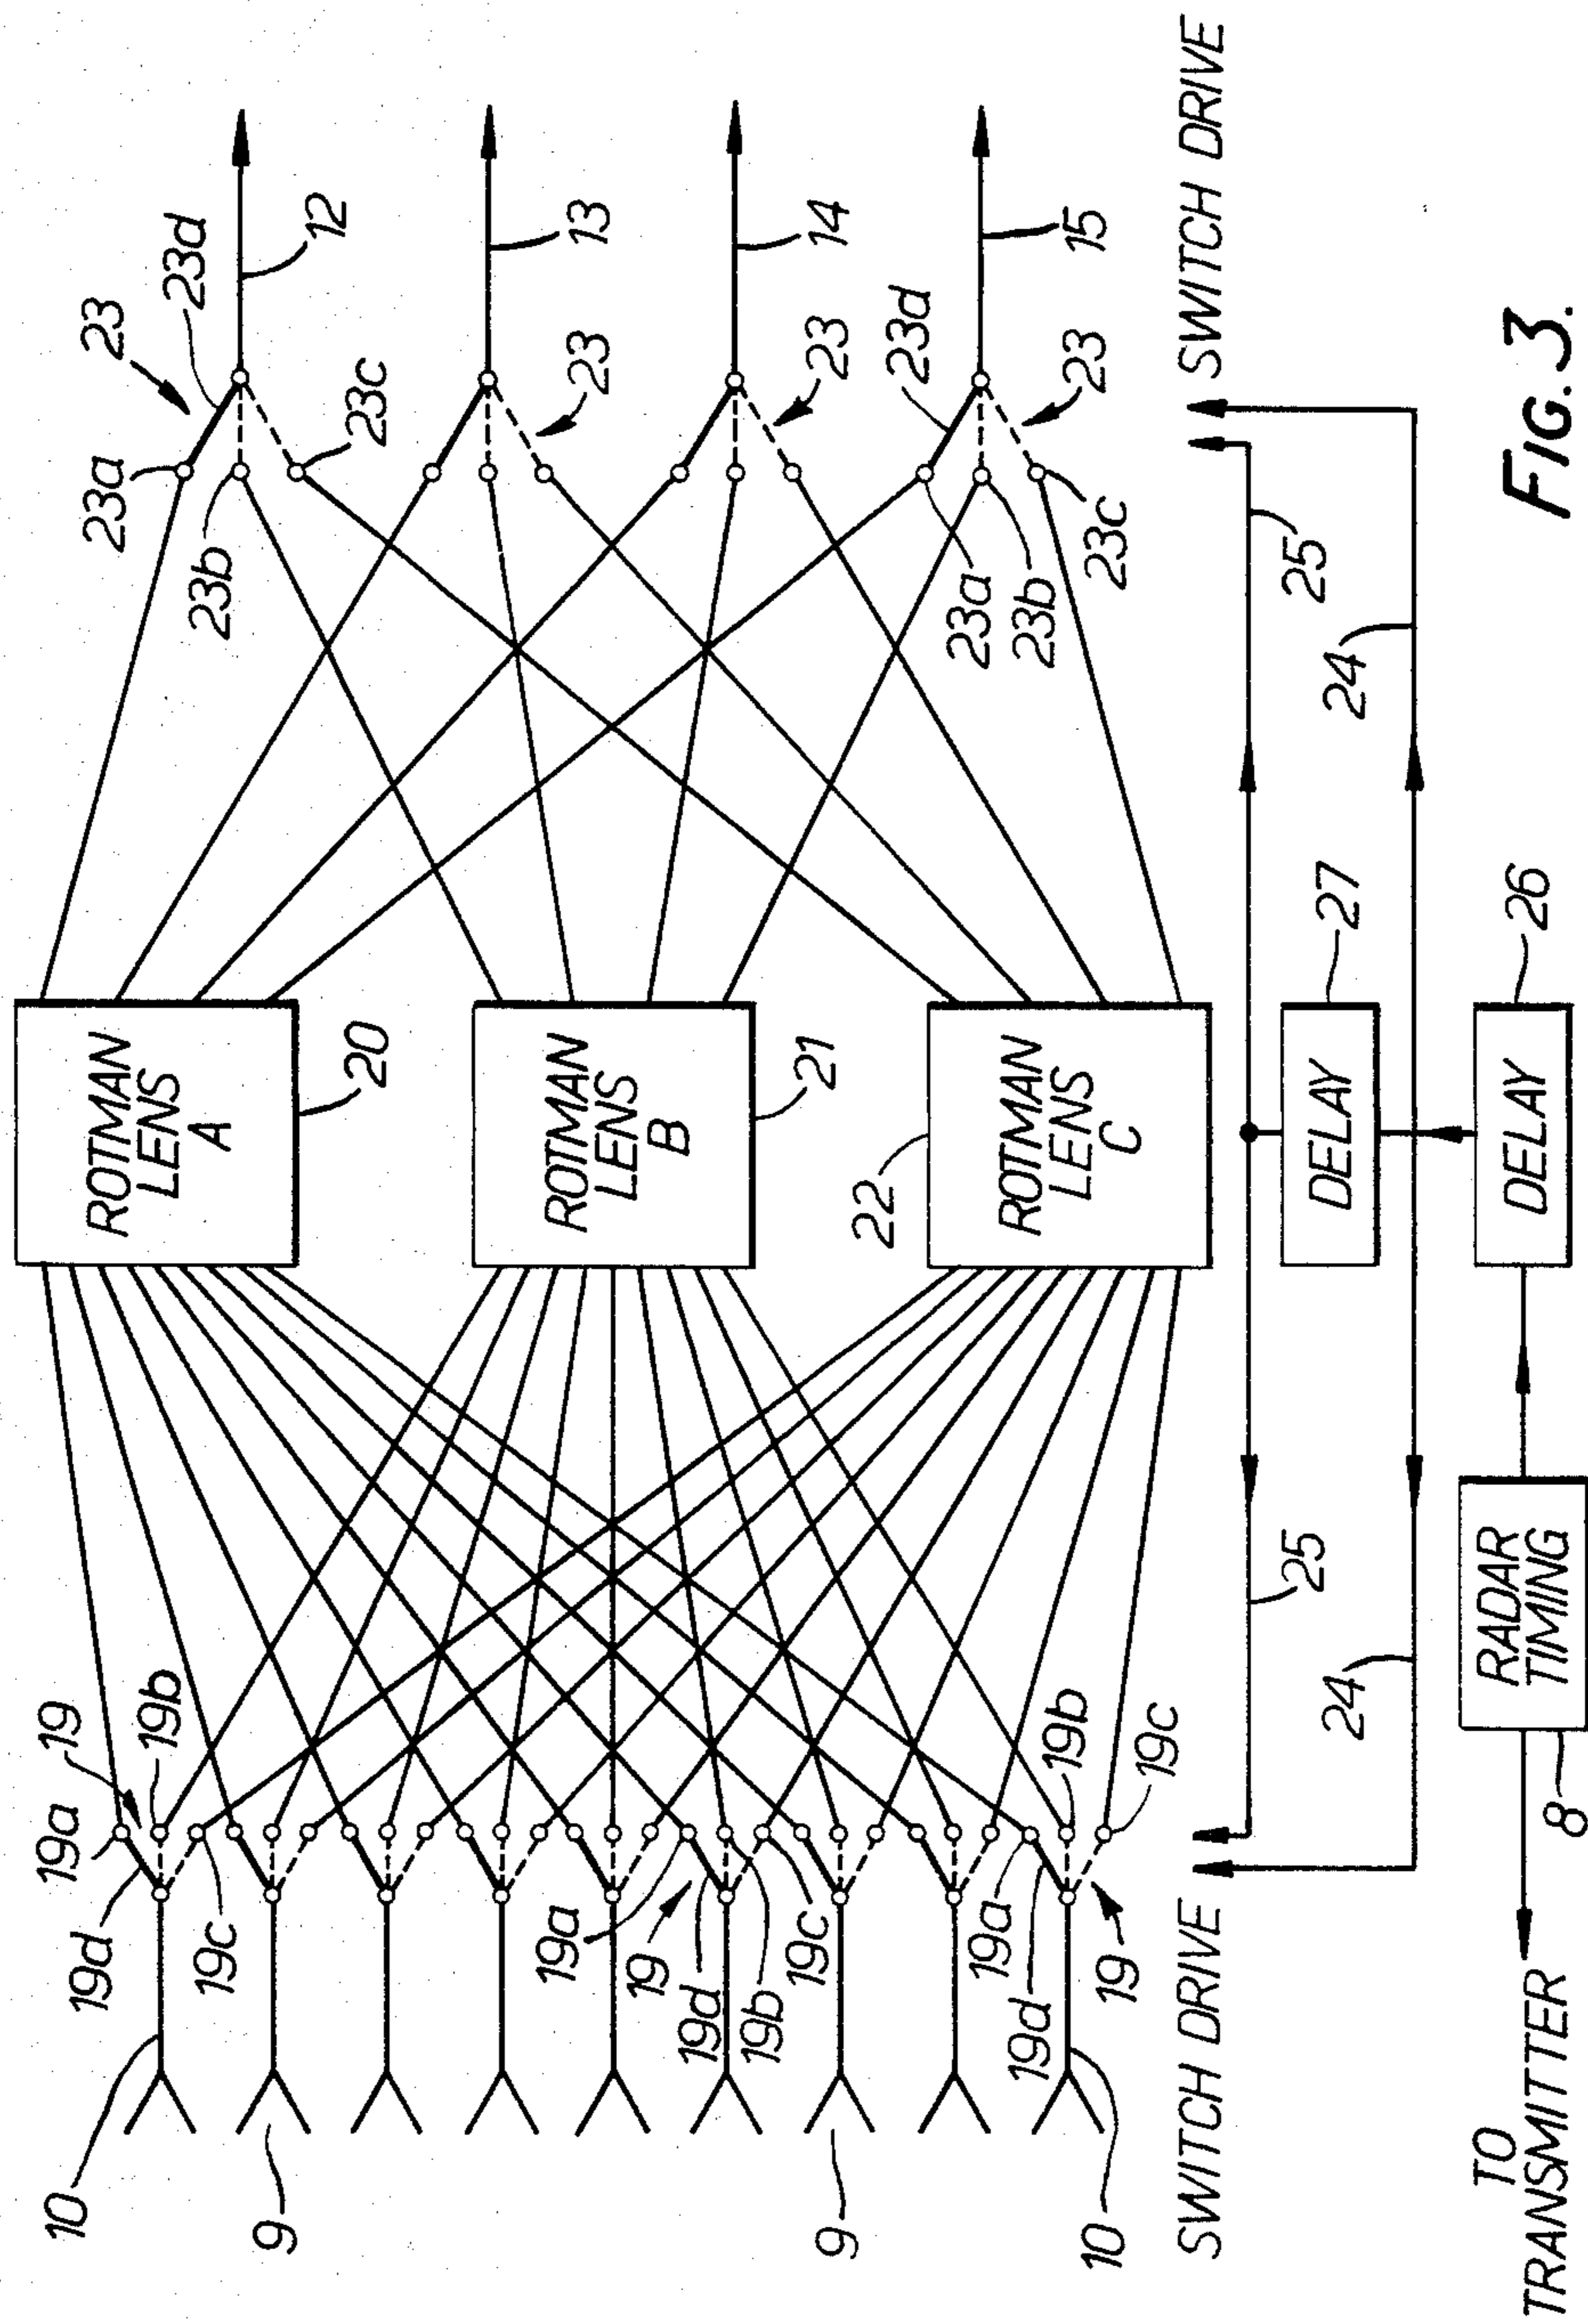 10
9
9
10
19a
19
19b
19d
19c
19a
19
19d
19b
19c
19a
19d
19
19b
19c
ROTMAN
LENS
A
20
ROTMAN
LENS
B
21
22
ROTMAN
LENS
C
23a
23
23d
12
23b
23c
13
23
14
23
23d
15
23a
23b
23
23c
SWITCH DRIVE
SWITCH DRIVE
25
25
24
24
DELAY
27
DELAY
26
RADAR
TIMING
8
TO
TRANSMITTER
FIG. 3.